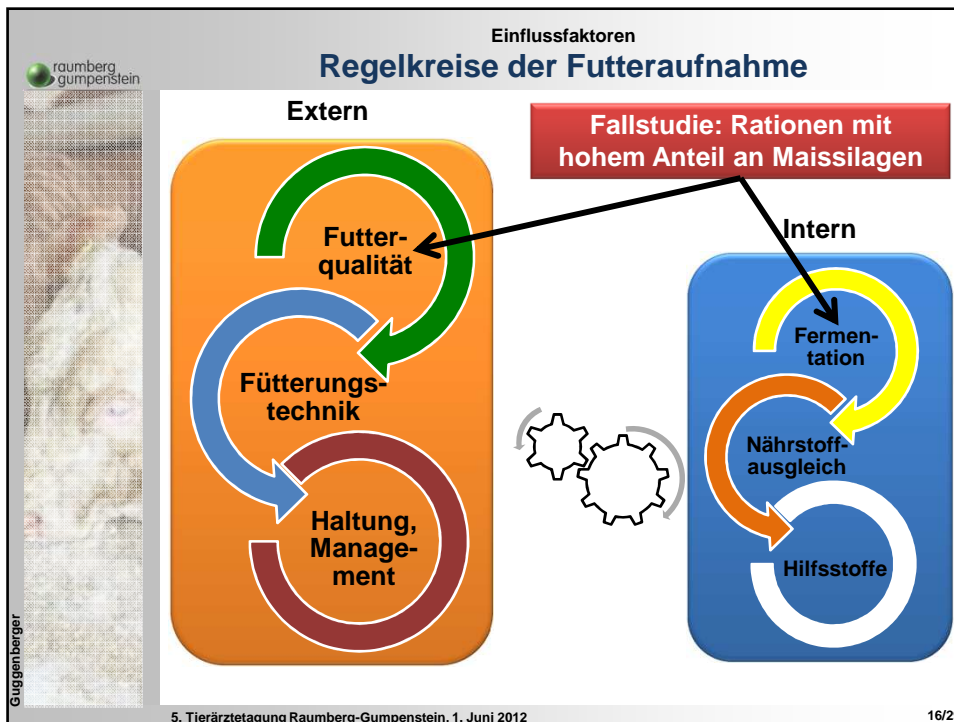 Einflussfaktoren
Regelkreise der Futteraufnahme
raumberg
gumpenstein
Extern
Fallstudie: Rationen mit
hohem Anteil an Maissilagen
Futter-
qualität
Fütterungs-
technik
Haltung,
Manage-
ment
Intern
Fermen-
tation
Nährstoff-
ausgleich
Hilfsstoffe
Guggenberger
5. Tierärztetagung Raumberg-Gumpenstein, 1. Juni 2012
16/2